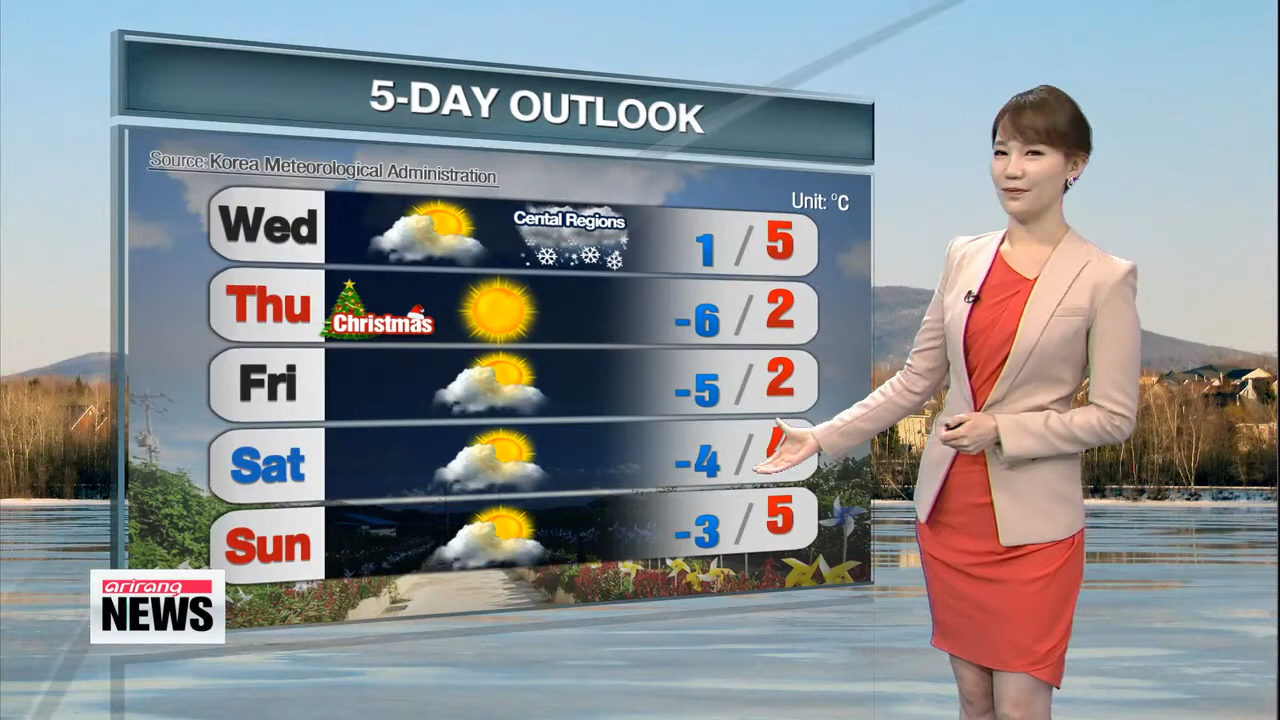 5-DAY OUTLOOK
Source: Korea Meteorological Administration
Unit: °C
Wed Cental Regions 1 / 5
Thu Christmas -6 / 2
Fri -5 / 2
Sat -4 /
Sun -3 / 5
arirang
NEWS